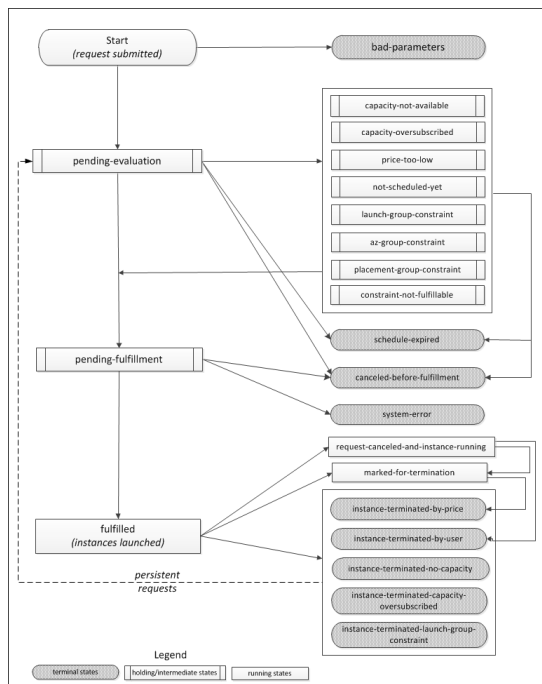 Start
(request submitted)
bad-parameters
capacity-not-available
capacity-oversubscribed
pending-evaluation
price-too-low
not-scheduled-yet
launch-group-constraint
az-group-constraint
placement-group-constraint
constraint-not-fulfillable
schedule-expired
pending-fulfillment
canceled-before-fulfillment
system-error
request-canceled-and-instance-running
marked-for-termination
instance-terminated-by-price
fulfilled
(instances launched)
instance-terminated-by-user
instance-terminated-no-capacity
persistent
requests
instance-terminated-capacity-
oversubscribed
instance-terminated-launch-group-
constraint
Legend
terminal states
holding/intermediate states
running states